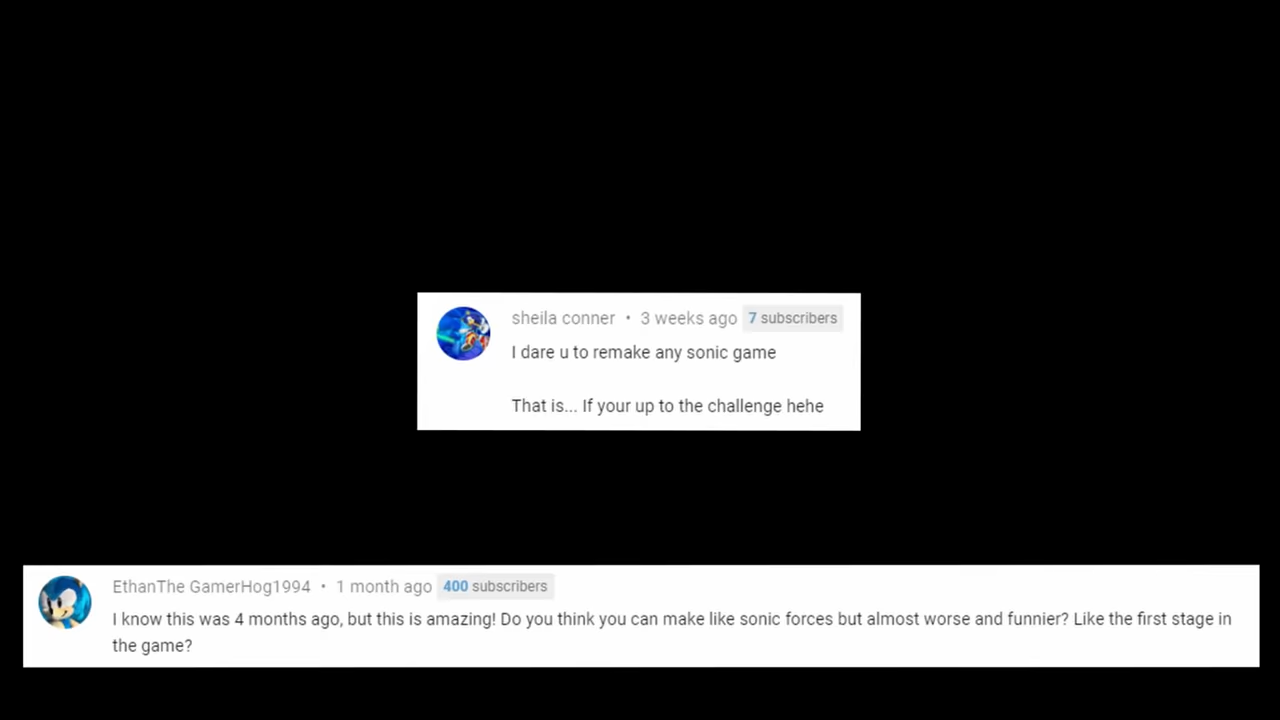 sheila conner • 3 weeks ago 7 subscribers
I dare u to remake any sonic game
That is... If your up to the challenge hehe
EthanThe GamerHog1994 • 1 month ago 400 subscribers
I know this was 4 months ago, but this is amazing! Do you think you can make like sonic forces but almost worse and funnier? Like the first stage in
the game?